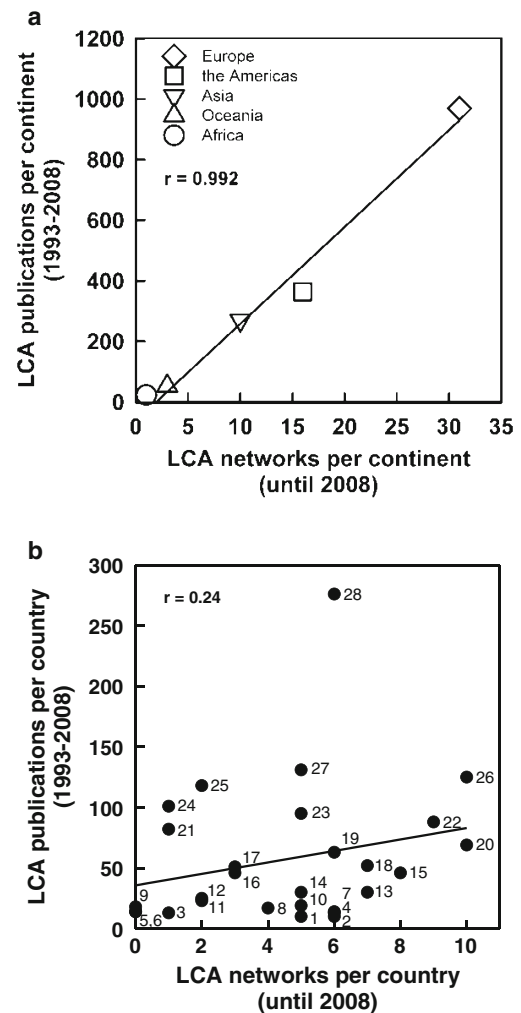 a
1200
1000
800
600
400
200
0
LCA publications per continent
(1993-2008)
Europe
the Americas
Asia
Oceania
Africa
r = 0.992
0 5 10 15 20 25 30 35
LCA networks per continent
(until 2008)
b
300
250
200
150
100
50
0
LCA publications per country
(1993-2008)
r = 0.24
28
27
26
25
24
23
22
21
20
19
18
17
16
15
14
13
12
11
10
9
8
7
5,6
4
3
2
1
0 2 4 6 8 10
LCA networks per country
(until 2008)